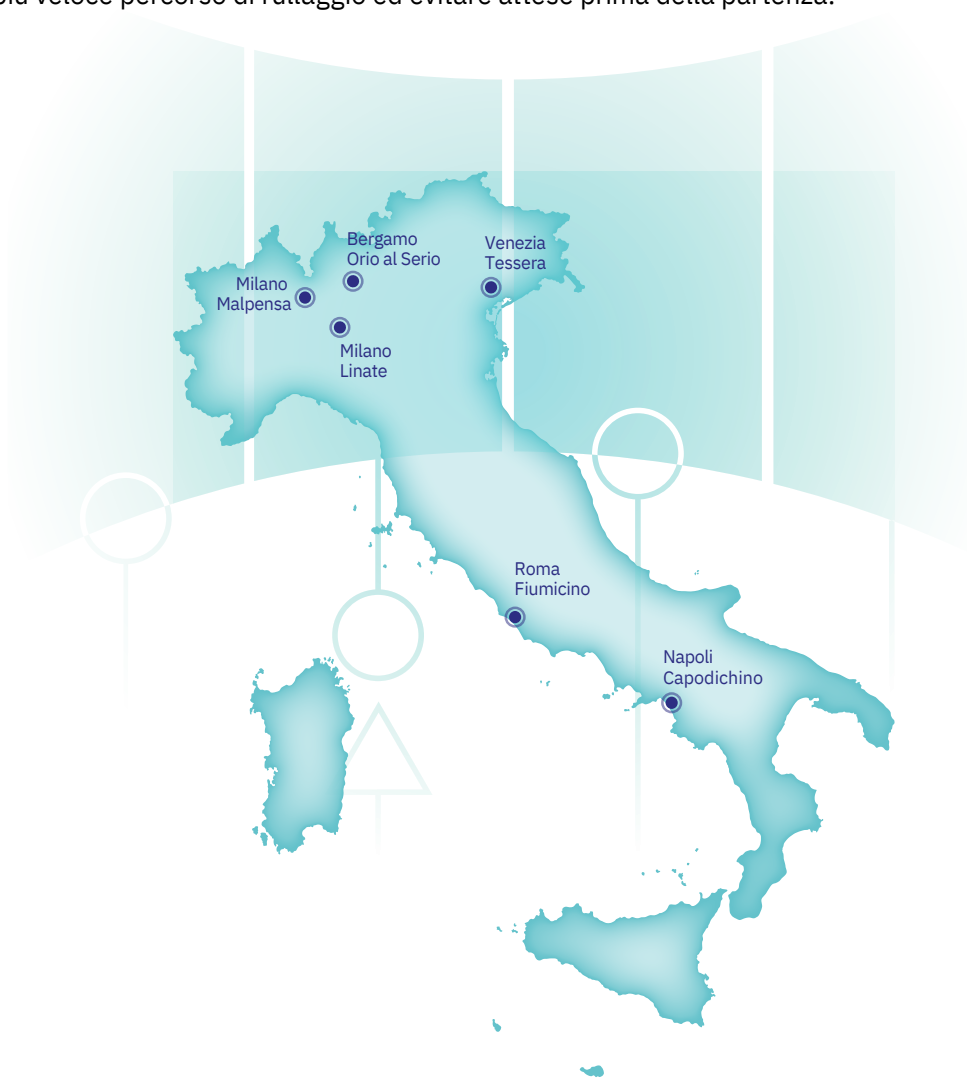 più veloce percorso di rullaggio ed evitare attese prima della partenza.
Bergamo
Orio al Serio
Venezia
Tessera
Milano
Malpensa
Milano
Linate
Roma
Fiumicino
Napoli
Capodichino